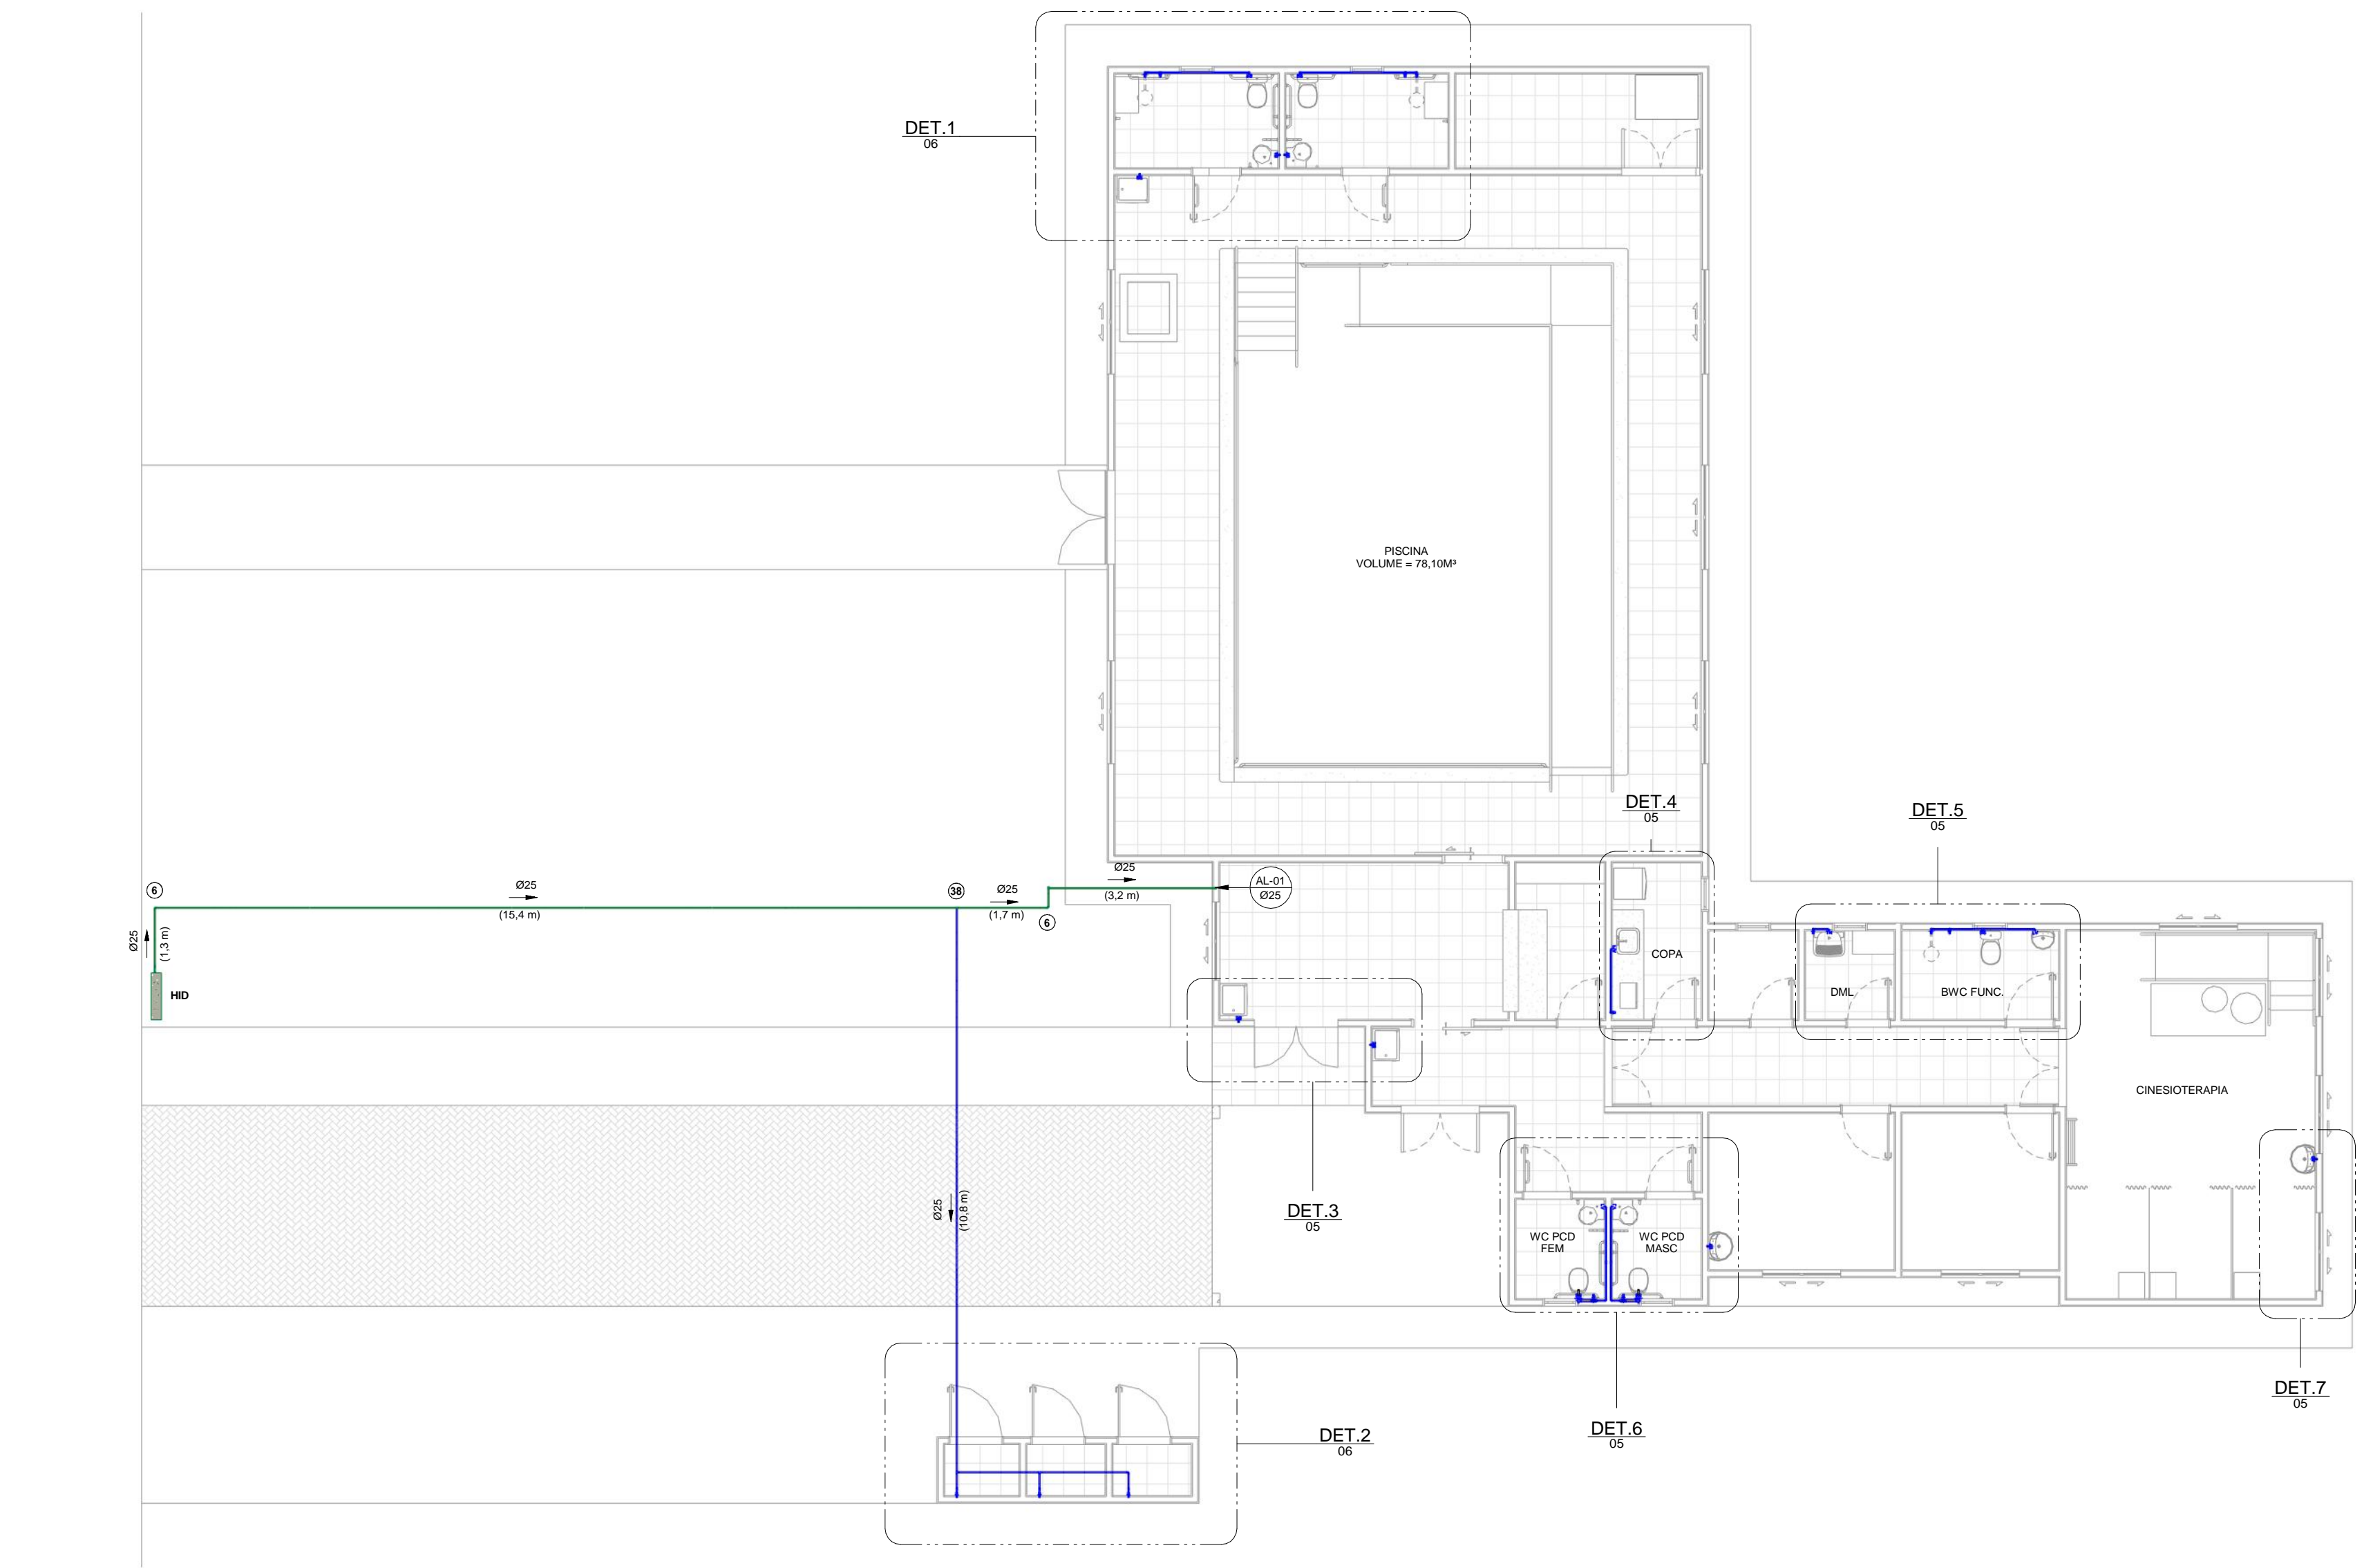 DET.1
06
PISCINA
VOLUME = 78,10M³
DET.4
05
DET.5
05
Ø25
AL-01
Ø25
(3,2 m)
6
Ø25
(15,4 m)
38
Ø25
(1,7 m)
6
Ø25
(1,3 m)
HID
COPA
DML
BWC FUNC.
CINESIOTERAPIA
Ø25
(10,8 m)
DET.3
05
WC PCD
FEM
WC PCD
MASC
DET.7
05
DET.6
05
DET.2
06